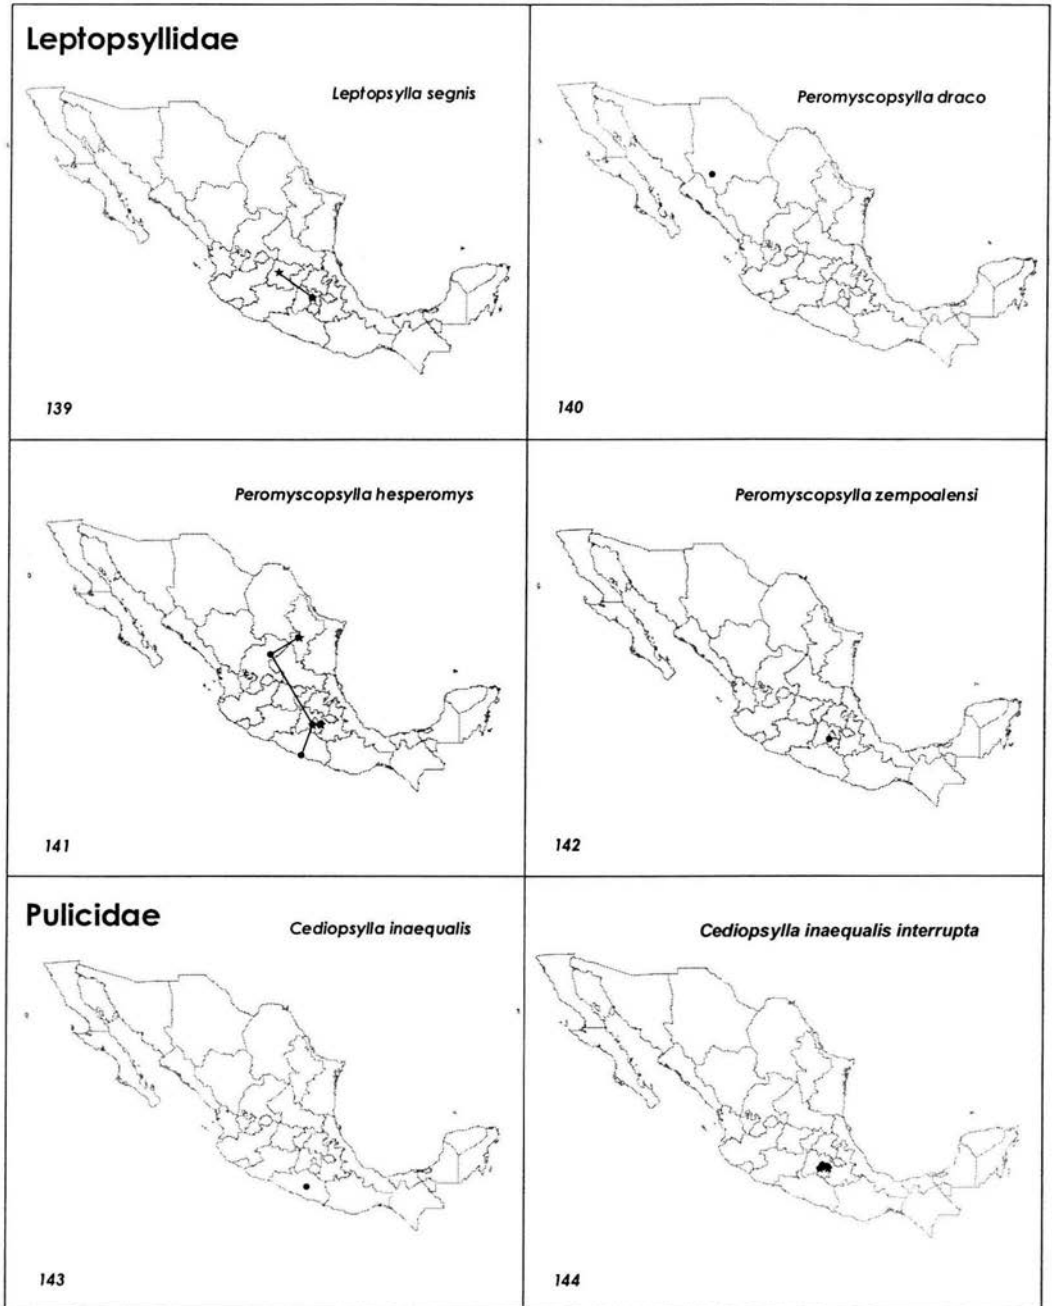 Leptopsyllidae
Leptopsylla segnis
139
Peromyscopsylla draco
140
Peromyscopsylla hesperomys
141
Peromyscopsylla zempoalensi
142
Pulicidae
Cediopsylla inaequalis
143
Cediopsylla inaequalis interrupta
144